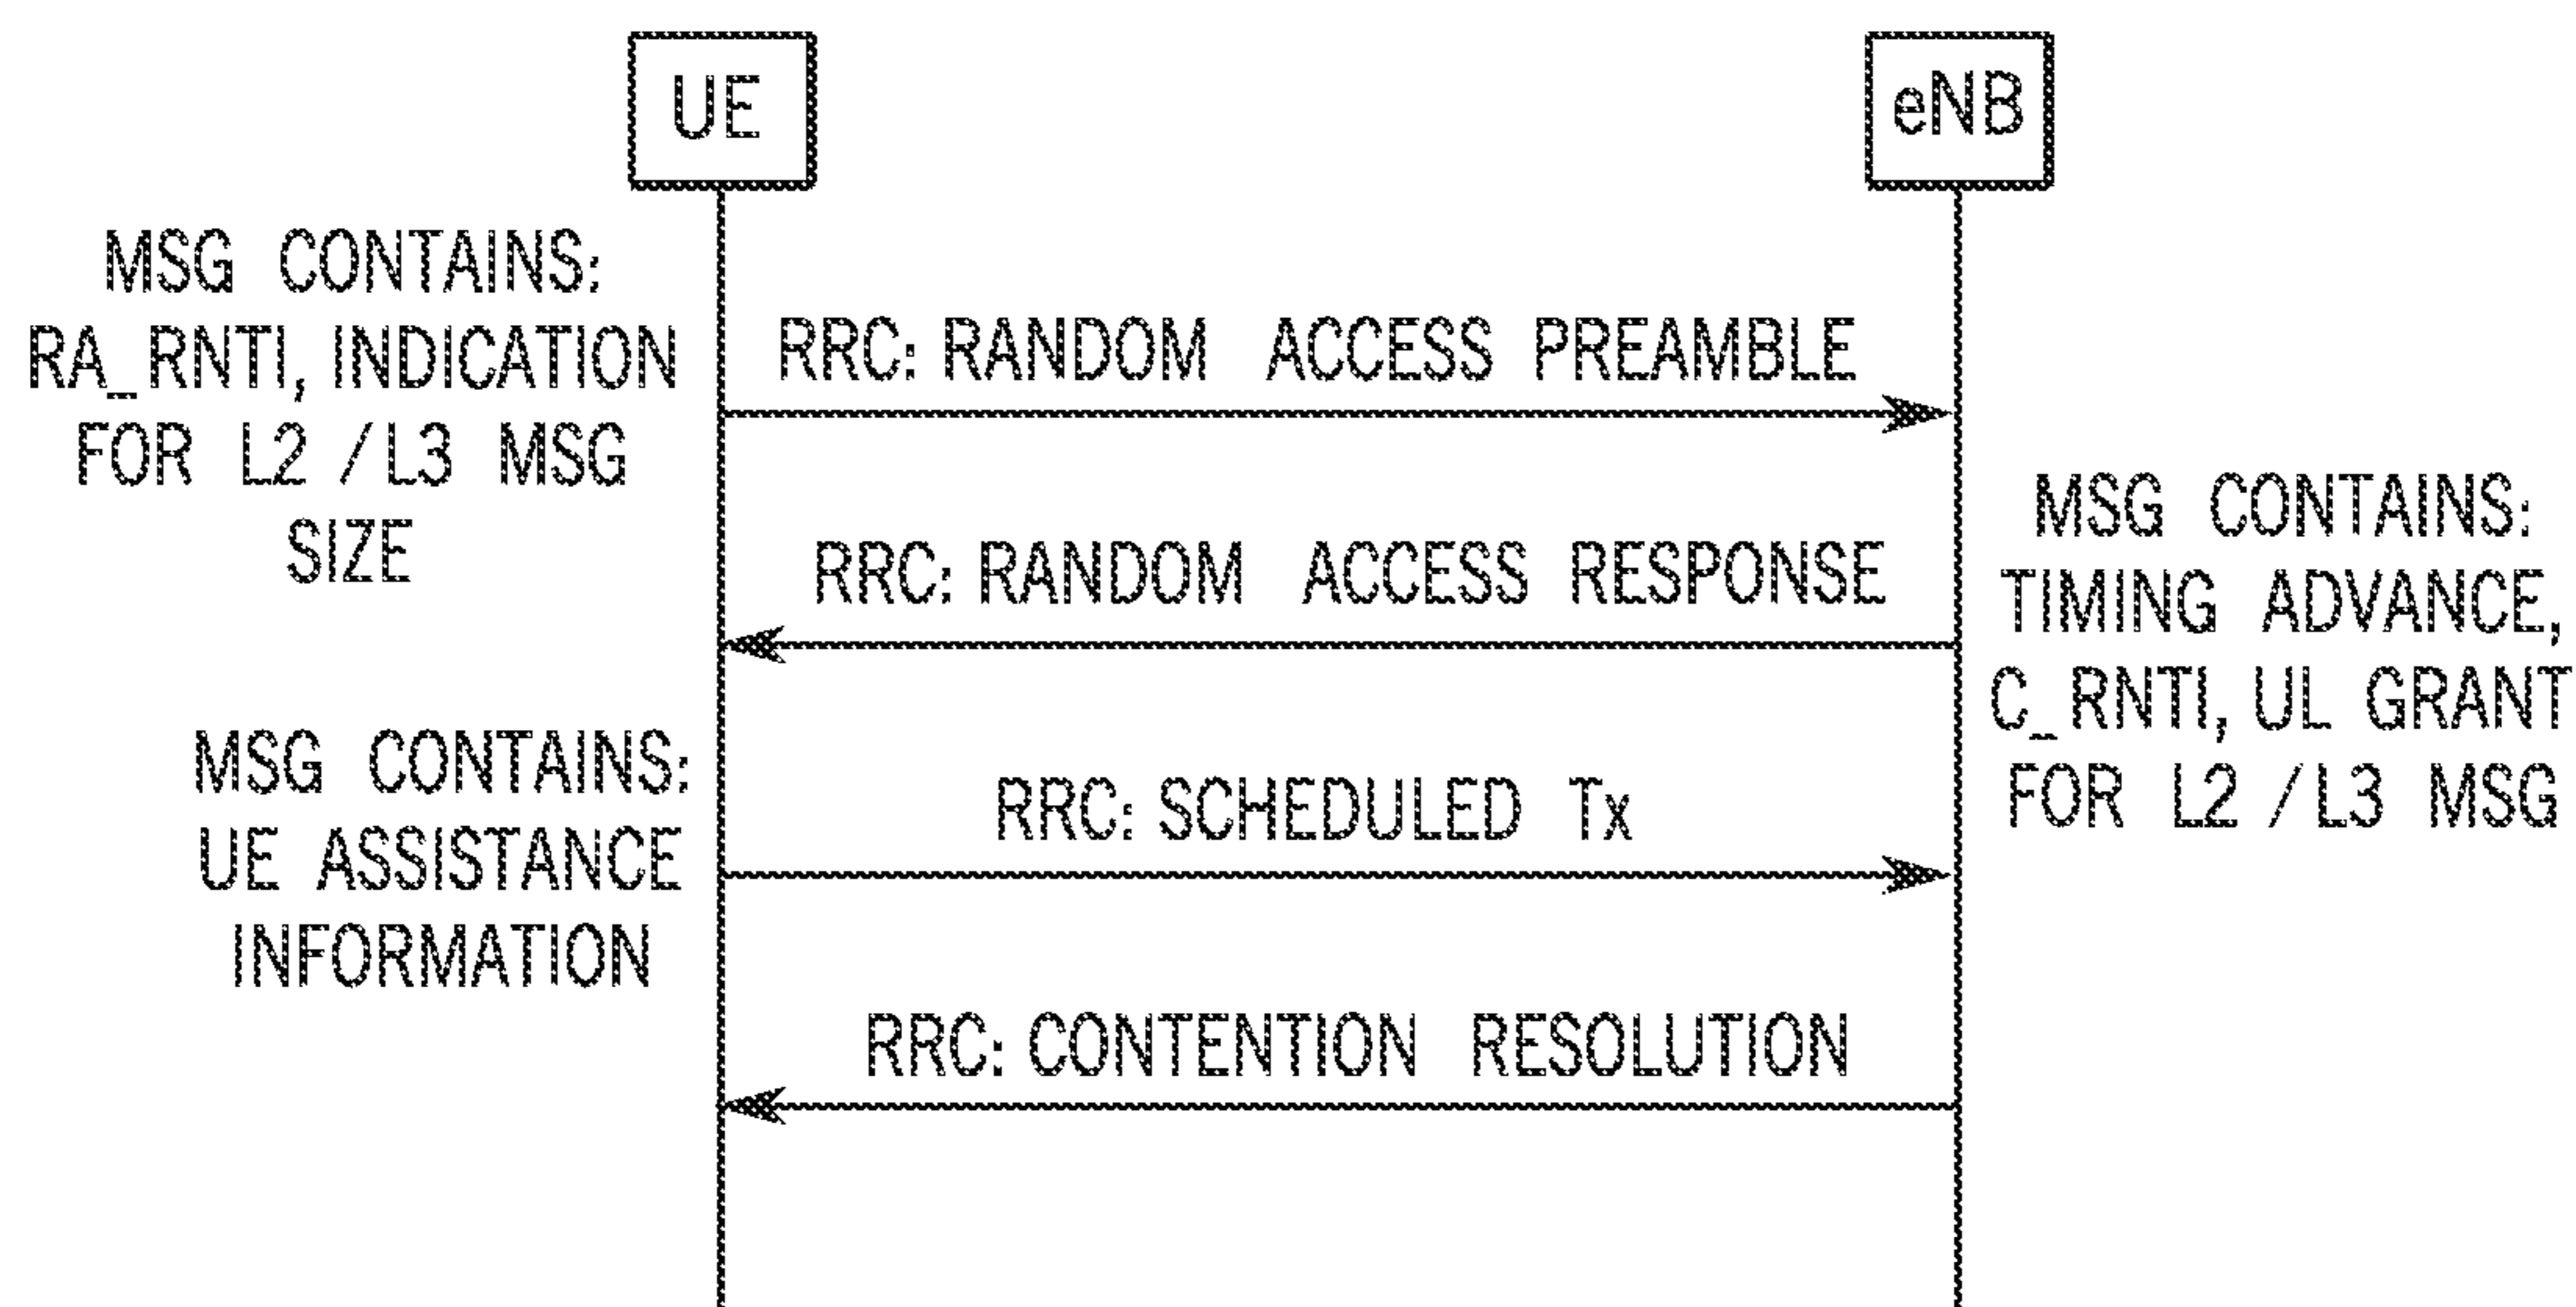 UE
eNB
MSG CONTAINS:
RA_RNTI, INDICATION
FOR L2 / L3 MSG
SIZE
RRC: RANDOM ACCESS PREAMBLE
RRC: RANDOM ACCESS RESPONSE
MSG CONTAINS:
TIMING ADVANCE,
C_RNTI, UL GRANT
FOR L2 / L3 MSG
MSG CONTAINS:
UE ASSISTANCE
INFORMATION
RRC: SCHEDULED Tx
RRC: CONTENTION RESOLUTION